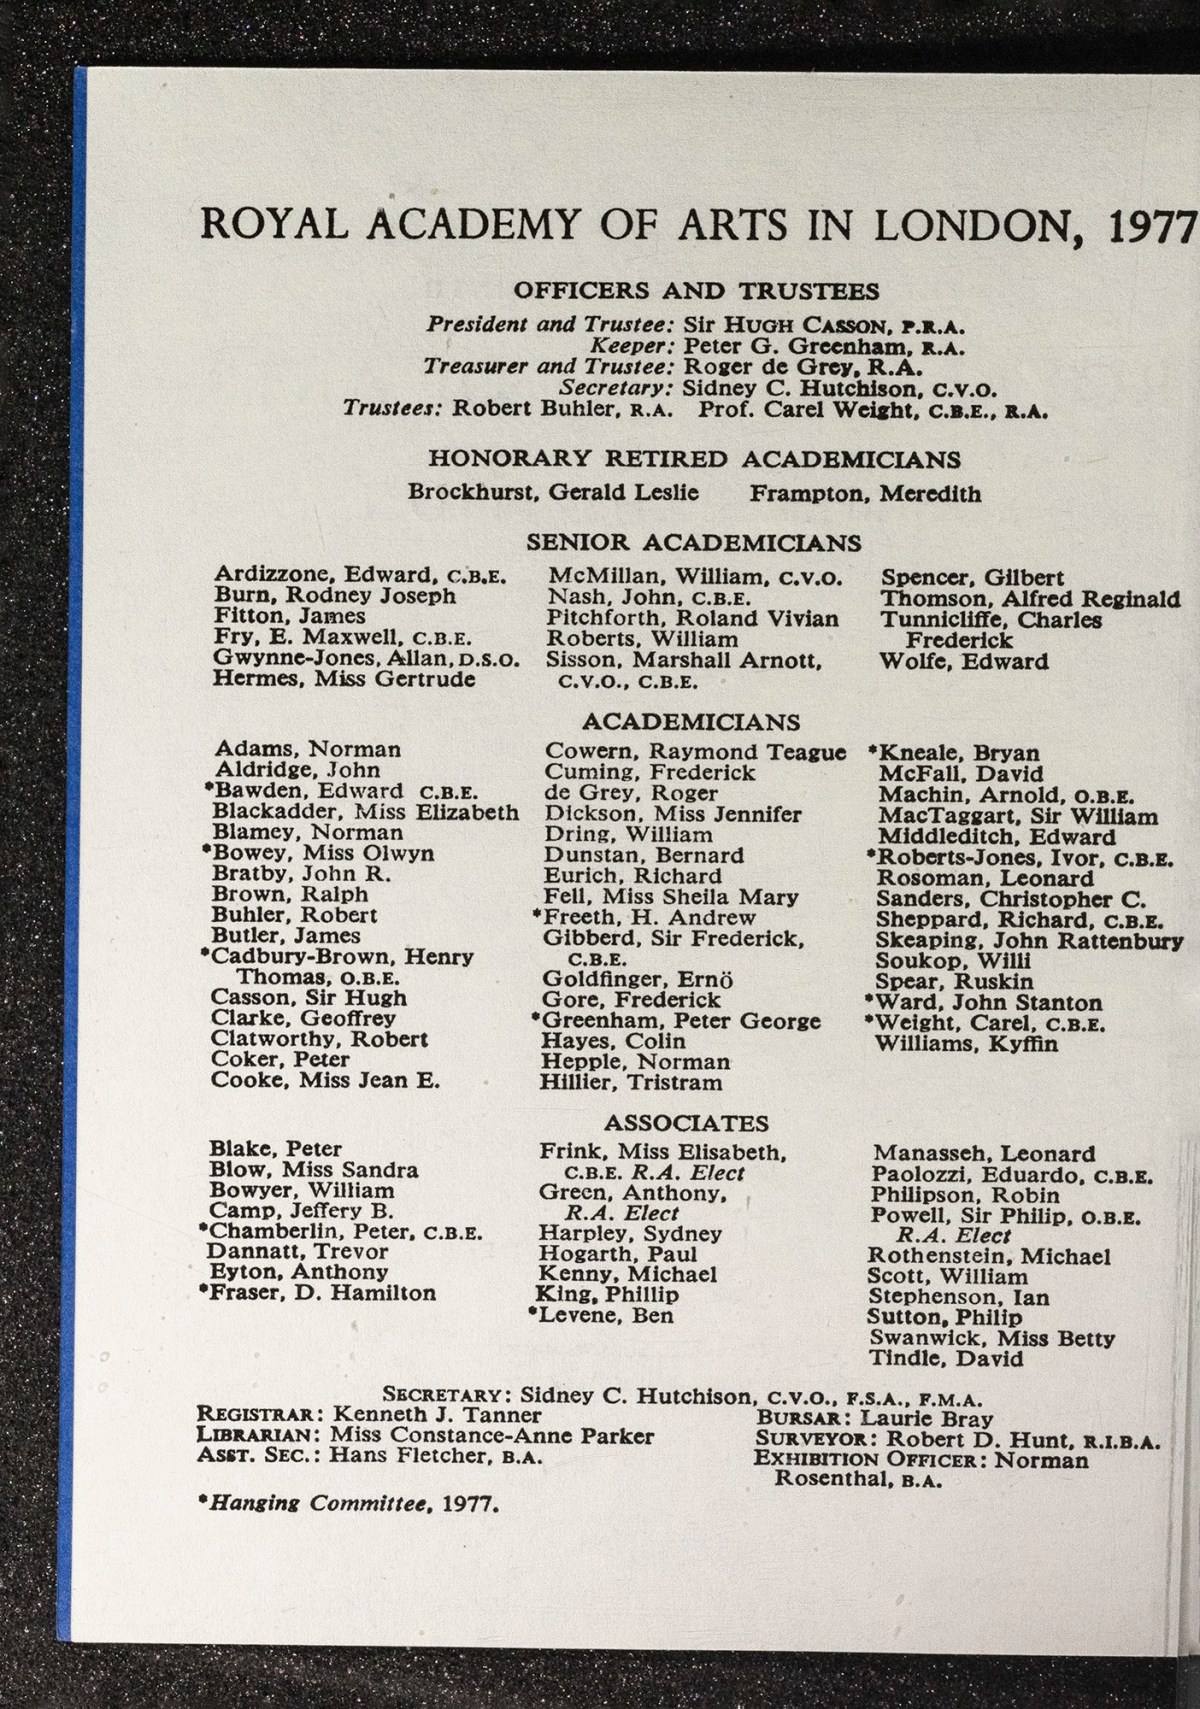 ROYAL ACADEMY OF ARTS IN LONDON, 1977
OFFICERS AND TRUSTEES
President and Trustee: Sir HUGH CASSON, P.R.A.
Keeper: Peter G. Greenham, R.A.
Treasurer and Trustee: Roger de Grey, R.A.
Secretary: Sidney C. Hutchison, C.V.O.
Trustees: Robert Buhler, R.A. Prof. Carel Weight, C.B.E., R.A.
HONORARY RETIRED ACADEMICIANS
Brockhurst, Gerald Leslie Frampton, Meredith
SENIOR ACADEMICIANS
Ardizzone, Edward, C.B.E.
Burn, Rodney Joseph
Fitton, James
Fry, E. Maxwell, C.B.E.
Gwynne-Jones, Allan, D.S.O.
Hermes, Miss Gertrude
McMillan, William, C.V.O.
Nash, John, C.B.E.
Pitchforth, Roland Vivian
Roberts, William
Sisson, Marshall Arnott,
C.V.O., C.B.E.
Spencer, Gilbert
Thomson, Alfred Reginald
Tunnicliffe, Charles
Frederick
Wolfe, Edward
ACADEMICIANS
Adams, Norman
Aldridge, John
*Bawden, Edward C.B.E.
Blackadder, Miss Elizabeth
Blamey, Norman
*Bowey, Miss Olwyn
Bratby, John R.
Brown, Ralph
Buhler, Robert
Butler, James
*Cadbury-Brown, Henry
Thomas, O.B.E.
Casson, Sir Hugh
Clarke, Geoffrey
Clatworthy, Robert
Coker, Peter
Cooke, Miss Jean E.
Cowern, Raymond Teague
Cuming, Frederick
de Grey, Roger
Dickson, Miss Jennifer
Dring, William
Dunstan, Bernard
Eurich, Richard
Fell, Miss Sheila Mary
*Freeth, H. Andrew
Gibberd, Sir Frederick,
C.B.E.
Goldfinger, Ernö
Gore, Frederick
*Greenham, Peter George
Hayes, Colin
Hepple, Norman
Hillier, Tristram
*Kneale, Bryan
McFall, David
Machin, Arnold, O.B.E.
MacTaggart, Sir William
Middleditch, Edward
*Roberts-Jones, Ivor, C.B.E.
Rosoman, Leonard
Sanders, Christopher C.
Sheppard, Richard, C.B.E.
Skeaping, John Rattenbury
Soukop, Willi
Spear, Ruskin
*Ward, John Stanton
*Weight, Carel, C.B.E.
Williams, Kyffin
ASSOCIATES
Blake, Peter
Blow, Miss Sandra
Bowyer, William
Camp, Jeffery B.
*Chamberlin, Peter, C.B.E.
Dannatt, Trevor
Eyton, Anthony
*Fraser, D. Hamilton
Frink, Miss Elisabeth,
C.B.E. R.A. Elect
Green, Anthony,
R.A. Elect
Harpley, Sydney
Hogarth, Paul
Kenny, Michael
King, Phillip
*Levene, Ben
Manasseh, Leonard
Paolozzi, Eduardo, C.B.E.
Philipson, Robin
Powell, Sir Philip, O.B.E.
R.A. Elect
Rothenstein, Michael
Scott, William
Stephenson, Ian
Sutton, Philip
Swanwick, Miss Betty
Tindle, David
SECRETARY: Sidney C. Hutchison, C.V.O., F.S.A., F.M.A.
REGISTRAR: Kenneth J. Tanner
LIBRARIAN: Miss Constance-Anne Parker
ASST. SEC.: Hans Fletcher, B.A.
BURSAR: Laurie Bray
SURVEYOR: Robert D. Hunt, R.I.B.A.
EXHIBITION OFFICER: Norman
Rosenthal, B.A.
*Hanging Committee, 1977.